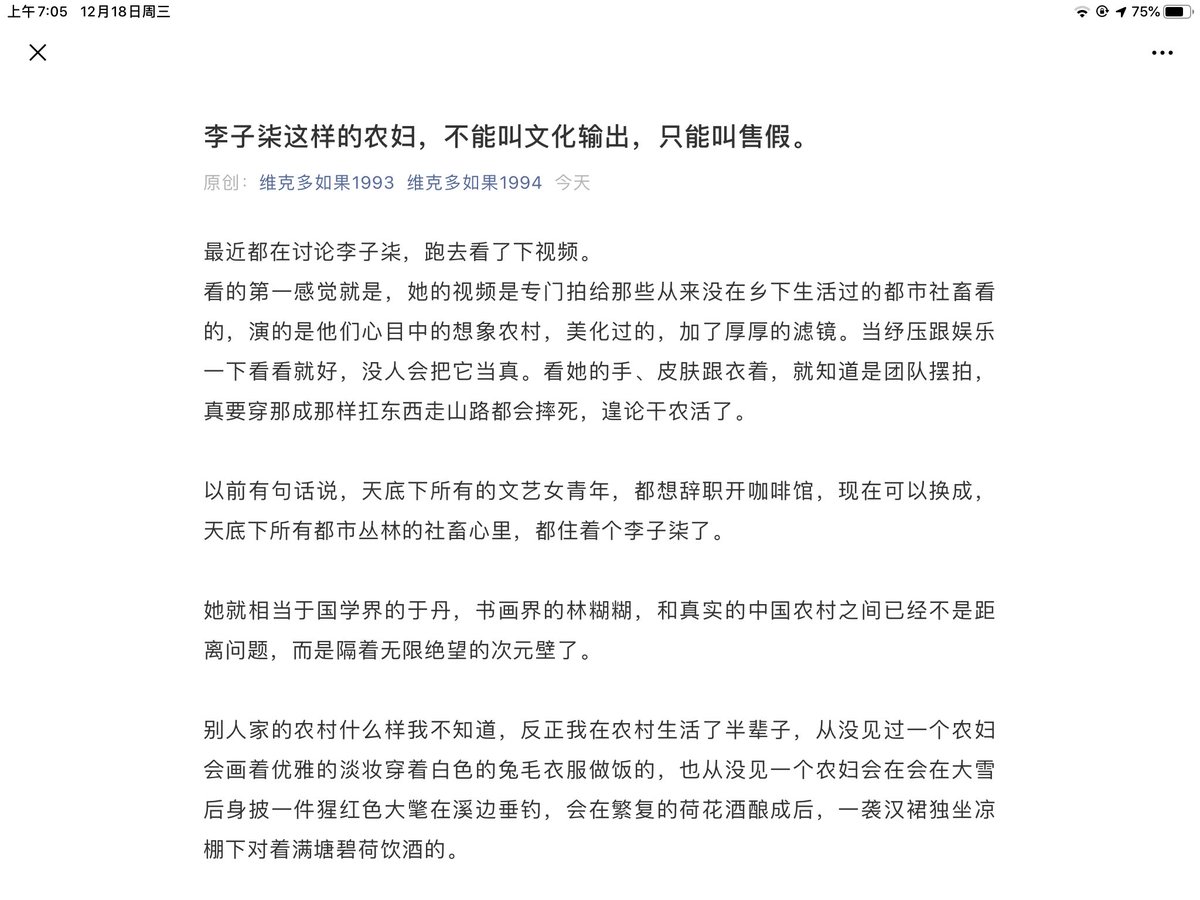 上午7:05 12月18日周三
75%
李子柒这样的农妇，不能叫文化输出，只能叫售假。
原创：维克多如果1993 维克多如果1994 今天
最近都在讨论李子柒，跑去看了下视频。
看的第一感觉就是，她的视频是专门拍给那些从来没在乡下生活过的都市社畜看
的，演的是他们心目中的想象农村，美化过的，加了厚厚的滤镜。当纾压跟娱乐
一下看看就好，没人会把它当真。看她的手、皮肤跟衣着，就知道是团队摆拍，
真要穿那成那样扛东西走山路都会摔死，遑论干农活了。
以前有句话说，天底下所有的文艺女青年，都想辞职开咖啡馆，现在可以换成，
天底下所有都市丛林的社畜心里，都住着个李子柒了。
她就相当于国学界的于丹，书画界的林糊糊，和真实的中国农村之间已经不是距
离问题，而是隔着无限绝望的次元壁了。
别人家的农村什么样我不知道，反正我在农村生活了半辈子，从没见过一个农妇
会画着优雅的淡妆穿着白色的兔毛衣服做饭的，也从没见一个农妇会在会在大雪
后身披一件猩红色大氅在溪边垂钓，会在繁复的荷花酒酿成后，一袭汉裙独坐凉
棚下对着满塘碧荷饮酒的。